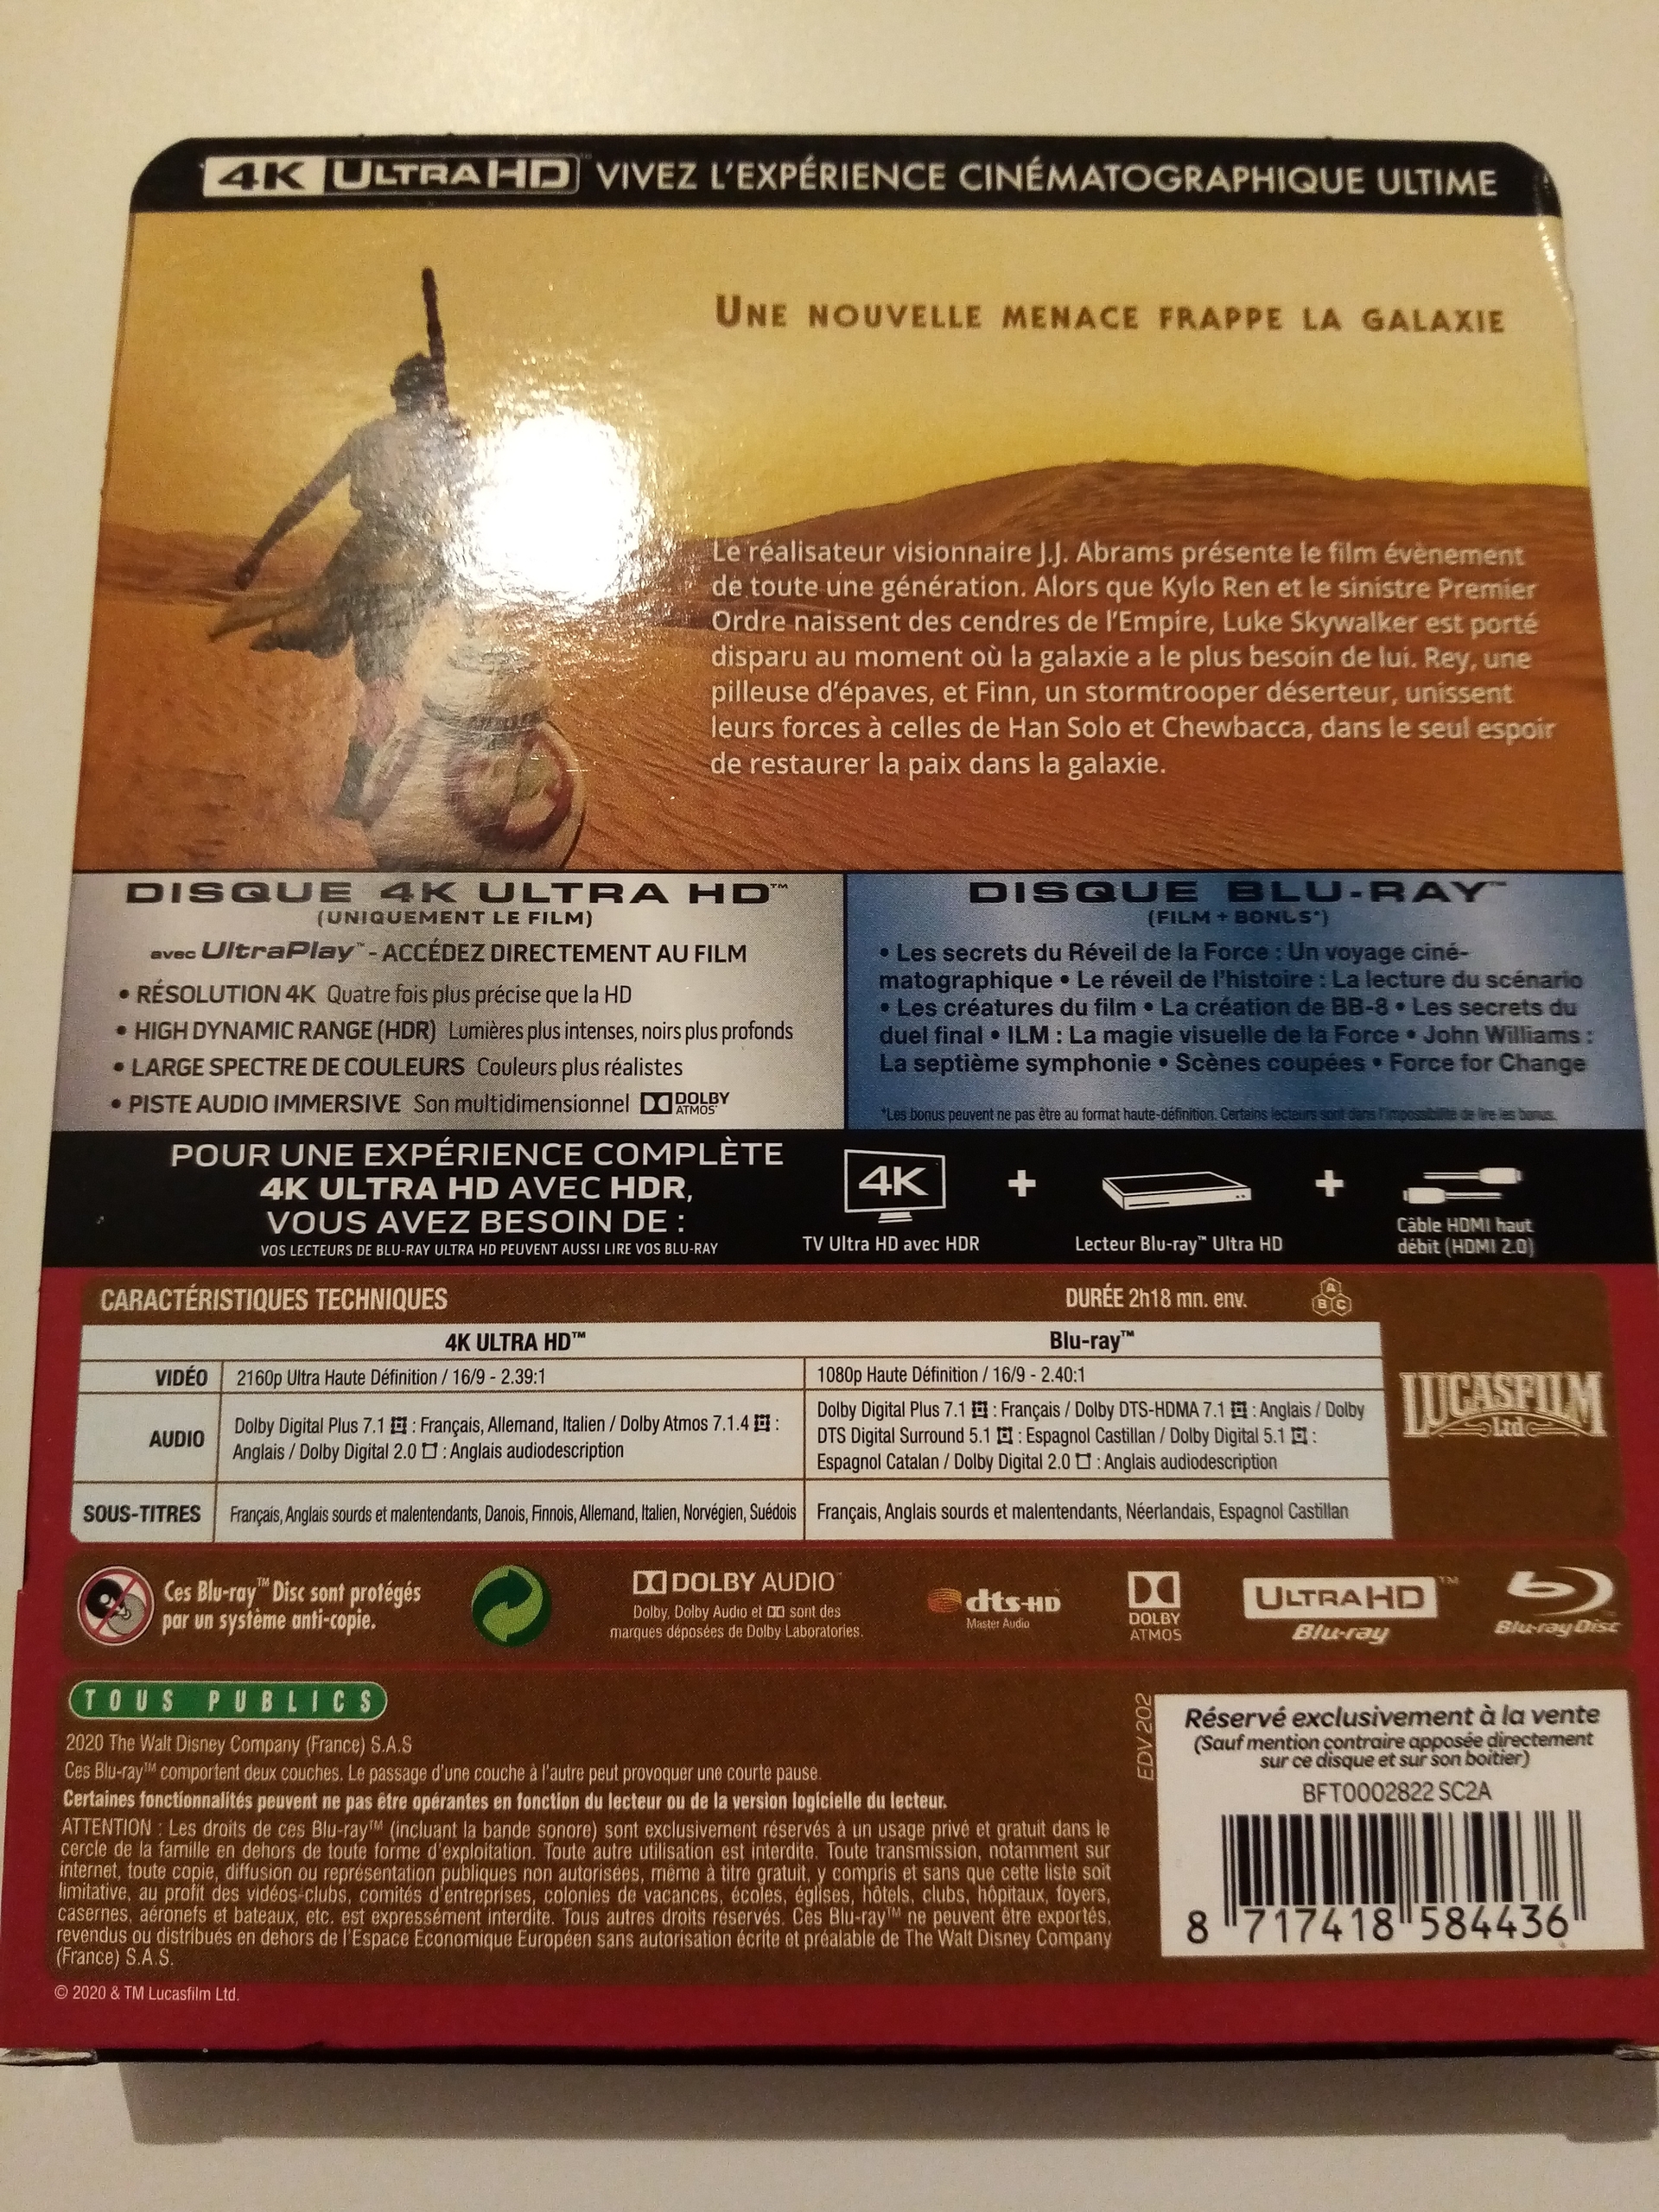 4K ULTRA HD™ VIVEZ L'EXPÉRIENCE CINÉMATOGRAPHIQUE ULTIME
UNE NOUVELLE MENACE FRAPPE LA GALAXIE
Le réalisateur visionnaire J.J. Abrams présente le film évènement
de toute une génération. Alors que Kylo Ren et le sinistre Premier
Ordre naissent des cendres de l'Empire, Luke Skywalker est porté
disparu au moment où la galaxie a le plus besoin de lui. Rey, une
pilleuse d'épaves, et Finn, un stormtrooper déserteur, unissent
leurs forces à celles de Han Solo et Chewbacca, dans le seul espoir
de restaurer la paix dans la galaxie.
DISQUE 4K ULTRA HD™
(UNIQUEMENT LE FILM)
avec UltraPlay™ - ACCÉDEZ DIRECTEMENT AU FILM
• RÉSOLUTION 4K Quatre fois plus précise que la HD
• HIGH DYNAMIC RANGE (HDR) Lumières plus intenses, noirs plus profonds
• LARGE SPECTRE DE COULEURS Couleurs plus réalistes
• PISTE AUDIO IMMERSIVE Son multidimensionnel DOLBY ATMOS
DISQUE BLU-RAY™
(FILM + BONUS*)
• Les secrets du Réveil de la Force : Un voyage ciné-
matographique • Le réveil de l'histoire : La lecture du scénario
• Les créatures du film • La création de BB-8 • Les secrets du
duel final • ILM : La magie visuelle de la Force • John Williams :
La septième symphonie • Scènes coupées • Force for Change
*Les bonus peuvent ne pas être au format haute-définition. Certains lecteurs sont dans l'impossibilité de lire les bonus.
POUR UNE EXPÉRIENCE COMPLÈTE
4K ULTRA HD AVEC HDR,
VOUS AVEZ BESOIN DE :
VOS LECTEURS DE BLU-RAY ULTRA HD PEUVENT AUSSI LIRE VOS BLU-RAY
4K + +
TV Ultra HD avec HDR
Lecteur Blu-ray™ Ultra HD
Câble HDMI haut
débit (HDMI 2.0)
CARACTÉRISTIQUES TECHNIQUES DURÉE 2h18 mn. env. A B C
4K ULTRA HD™ Blu-ray™
VIDÉO 2160p Ultra Haute Définition / 16/9 - 2.39:1 1080p Haute Définition / 16/9 - 2.40:1
AUDIO
Dolby Digital Plus 7.1 : Français, Allemand, Italien / Dolby Atmos 7.1.4 :
Anglais / Dolby Digital 2.0 : Anglais audiodescription
Dolby Digital Plus 7.1 : Français / Dolby DTS-HDMA 7.1 : Anglais / Dolby
DTS Digital Surround 5.1 : Espagnol Castillan / Dolby Digital 5.1 :
Espagnol Catalan / Dolby Digital 2.0 : Anglais audiodescription
SOUS-TITRES Français, Anglais sourds et malentendants, Danois, Finnois, Allemand, Italien, Norvégien, Suédois Français, Anglais sourds et malentendants, Néerlandais, Espagnol Castillan
LUCASFILM
Ltd
Ces Blu-ray™ Disc sont protégés
par un système anti-copie.
DOLBY AUDIO™
Dolby, Dolby Audio et sont des
marques déposées de Dolby Laboratories.
dts-HD
Master Audio
DOLBY
ATMOS
ULTRA HD™
Blu-ray
Blu-ray Disc
TOUS PUBLICS
2020 The Walt Disney Company (France) S.A.S
Ces Blu-ray™ comportent deux couches. Le passage d'une couche à l'autre peut provoquer une courte pause.
Certaines fonctionnalités peuvent ne pas être opérantes en fonction du lecteur ou de la version logicielle du lecteur.
ATTENTION : Les droits de ces Blu-ray™ (incluant la bande sonore) sont exclusivement réservés à un usage privé et gratuit dans le
cercle de la famille en dehors de toute forme d'exploitation. Toute autre utilisation est interdite. Toute transmission, notamment sur
internet, toute copie, diffusion ou représentation publiques non autorisées, même à titre gratuit, y compris et sans que cette liste soit
limitative, au profit des vidéos-clubs, comités d'entreprises, colonies de vacances, écoles, églises, hôtels, clubs, hôpitaux, foyers,
casernes, aéronefs et bateaux, etc. est expressément interdite. Tous autres droits réservés. Ces Blu-ray™ ne peuvent être exportés,
revendus ou distribués en dehors de l'Espace Economique Européen sans autorisation écrite et préalable de The Walt Disney Company
(France) S.A.S.
© 2020 & TM Lucasfilm Ltd.
EDV 202
Réservé exclusivement à la vente
(Sauf mention contraire apposée directement
sur ce disque et sur son boitier)
BFT0002822 SC2A
8 717418 584436